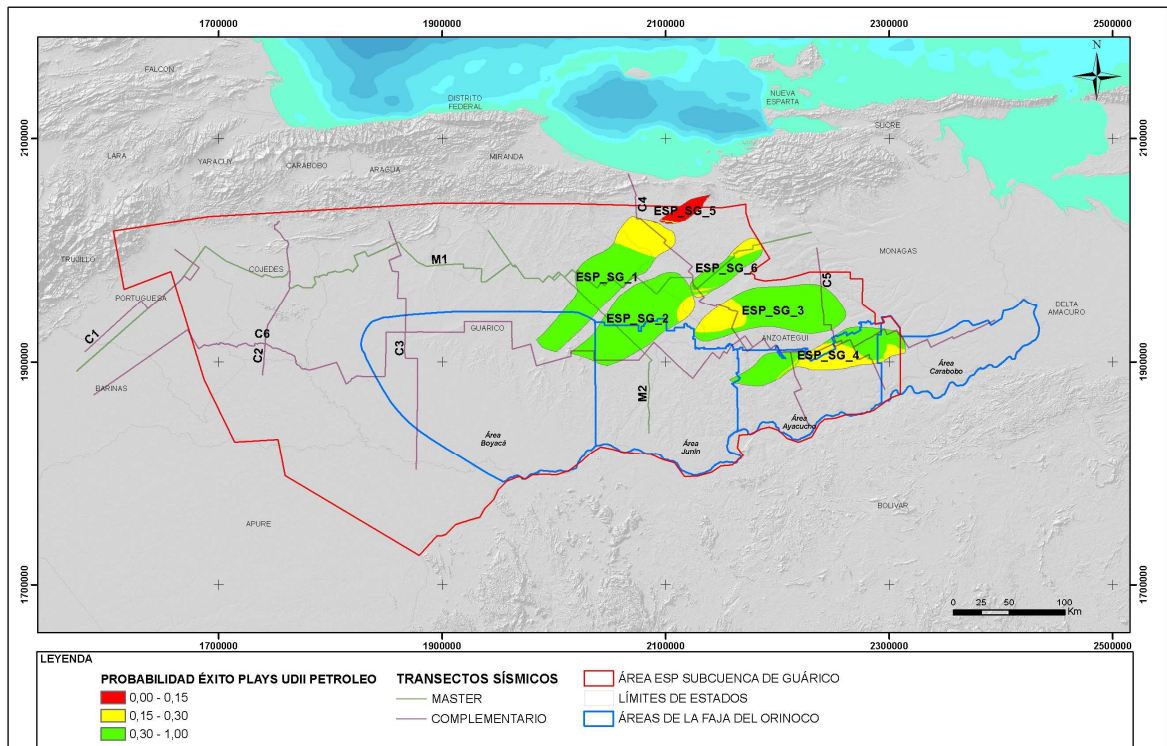 1700000 1900000 2100000 2300000 2500000
N
FALCON
DISTRITO
FEDERAL
NUEVA
ESPARTA
SUCRE
2100000 2100000
LARA
YARACUY
CARABOBO
ARAGUA
MIRANDA
C4
ESP_SG_5
TRUJILLO
COJEDES
M1
MONAGAS
ESP_SG_1
ESP_SG_6
C5
PORTUGUESA
DELTA
AMACURO
C1
C6
C2
C3
GUARICO
ESP_SG_2
ESP_SG_3
ANZOATEGUI
ESP_SG_4
1900000 1900000
Área
Carabobo
BARINAS
M2
Área
Boyacá
Área
Junín
Área
Ayacucho
BOLIVAR
APURE
1700000 1700000
0 25 50 100
Km
1700000 1900000 2100000 2300000 2500000
LEYENDA
PROBABILIDAD ÉXITO PLAYS UDII PETROLEO
0,00 - 0,15
0,15 - 0,30
0,30 - 1,00
TRANSECTOS SÍSMICOS
MASTER
COMPLEMENTARIO
ÁREA ESP SUBCUENCA DE GUÁRICO
LÍMITES DE ESTADOS
ÁREAS DE LA FAJA DEL ORINOCO